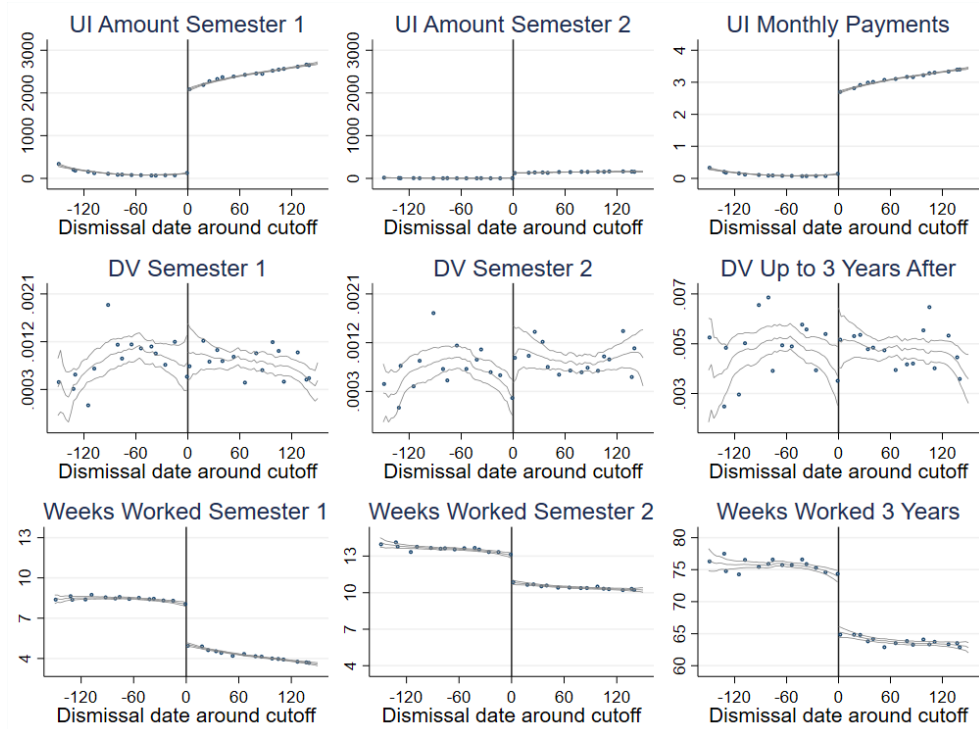 UI Amount Semester 1
UI Amount Semester 2
UI Monthly Payments
3000
2000
1000
0
-120 -60 0 60 120
Dismissal date around cutoff
3000
2000
1000
0
-120 -60 0 60 120
Dismissal date around cutoff
4
3
2
1
0
-120 -60 0 60 120
Dismissal date around cutoff
DV Semester 1
DV Semester 2
DV Up to 3 Years After
.0021
.0012
.0003
-120 -60 0 60 120
Dismissal date around cutoff
.0021
.0012
.0003
-120 -60 0 60 120
Dismissal date around cutoff
.007
.005
.003
-120 -60 0 60 120
Dismissal date around cutoff
Weeks Worked Semester 1
Weeks Worked Semester 2
Weeks Worked 3 Years
13
10
7
4
-120 -60 0 60 120
Dismissal date around cutoff
13
10
7
4
-120 -60 0 60 120
Dismissal date around cutoff
80
75
70
65
60
-120 -60 0 60 120
Dismissal date around cutoff